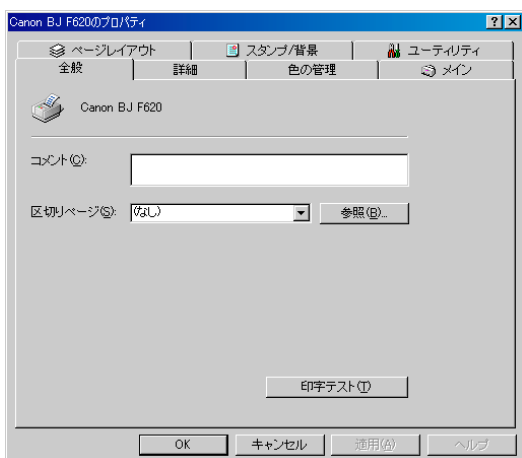 Canon BJ F620のプロパティ
ページレイアウト スタンプ/背景 ユーティリティ
全般 詳細 色の管理 メイン
Canon BJ F620
コメント(C):
区切りページ(S): (なし) 参照(B)...
印字テスト(T)
OK キャンセル 適用(A) ヘルプ